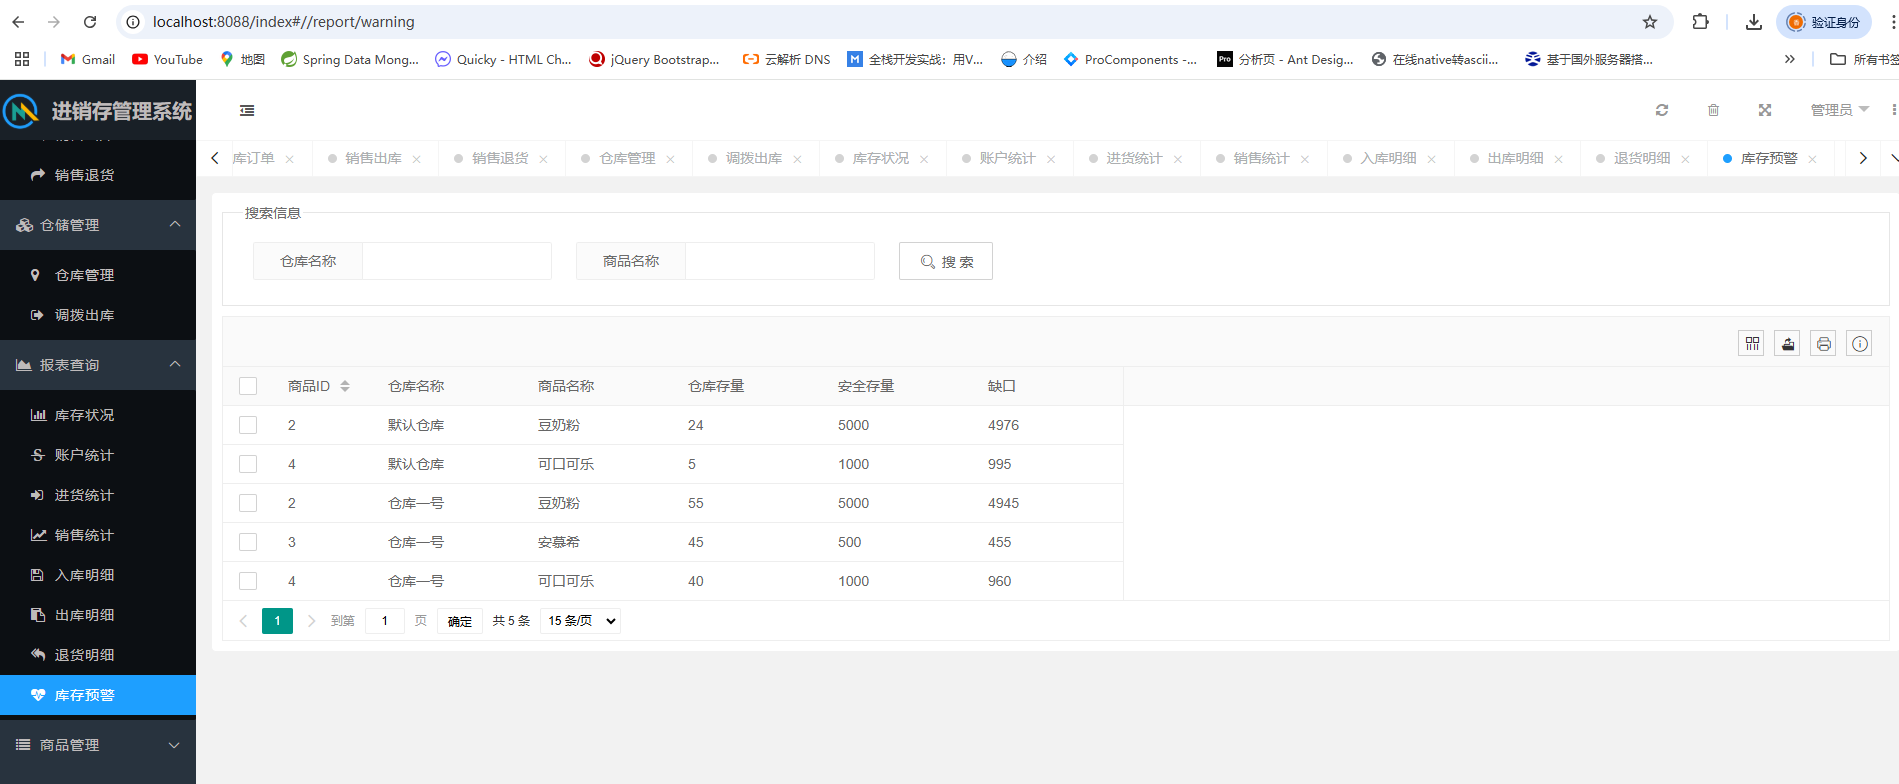 localhost:8088/index#//report/warning
验证身份
Gmail
YouTube
地图
Spring Data Mong...
Quicky - HTML Ch...
jQuery Bootstrap...
云解析 DNS
全栈开发实战：用V...
介绍
ProComponents -...
分析页 - Ant Desig...
在线native转ascii...
基于国外服务器搭...
所有书签
进销存管理系统
管理员
库订单
销售出库
销售退货
仓库管理
调拨出库
库存状况
账户统计
进货统计
销售统计
入库明细
出库明细
退货明细
库存预警
销售退货
仓储管理
仓库管理
调拨出库
报表查询
库存状况
账户统计
进货统计
销售统计
入库明细
出库明细
退货明细
库存预警
商品管理
搜索信息
仓库名称
商品名称
搜 索
商品ID 仓库名称 商品名称 仓库存量 安全存量 缺口
2 默认仓库 豆奶粉 24 5000 4976
4 默认仓库 可口可乐 5 1000 995
2 仓库一号 豆奶粉 55 5000 4945
3 仓库一号 安慕希 45 500 455
4 仓库一号 可口可乐 40 1000 960
1 到第 1 页 确定 共 5 条 15 条/页